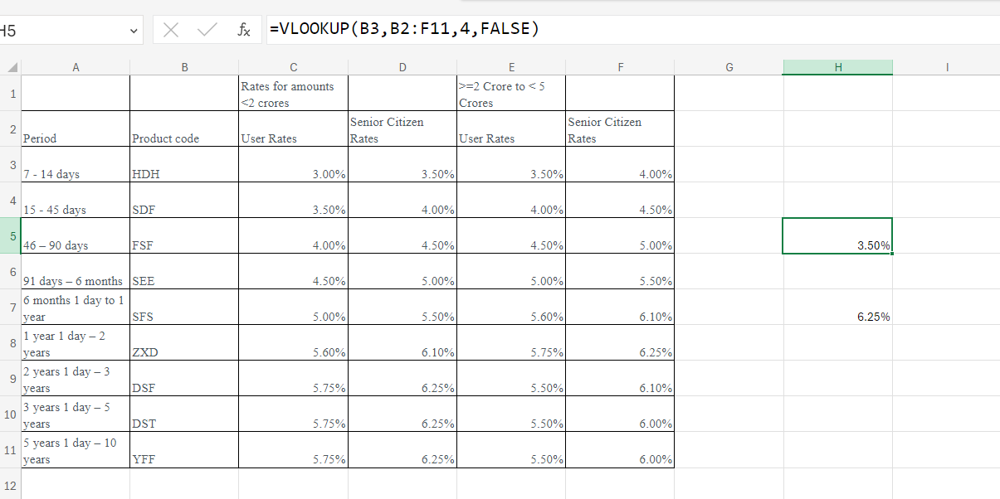 H5 fx =VLOOKUP(B3,B2:F11,4,FALSE)
A B C D E F G H I
1 Rates for amounts >=2 Crore to < 5
<2 crores Crores
2 Senior Citizen Senior Citizen
Period Product code User Rates Rates User Rates Rates
3 7 - 14 days HDH 3.00% 3.50% 3.50% 4.00%
4 15 - 45 days SDF 3.50% 4.00% 4.00% 4.50%
5 46 – 90 days FSF 4.00% 4.50% 4.50% 5.00% 3.50%
6 91 days – 6 months SEE 4.50% 5.00% 5.00% 5.50%
7 6 months 1 day to 1
year SFS 5.00% 5.50% 5.60% 6.10% 6.25%
8 1 year 1 day – 2
years ZXD 5.60% 6.10% 5.75% 6.25%
9 2 years 1 day – 3
years DSF 5.75% 6.25% 5.50% 6.10%
10 3 years 1 day – 5
years DST 5.75% 6.25% 5.50% 6.00%
11 5 years 1 day – 10
years YFF 5.75% 6.25% 5.50% 6.00%
12